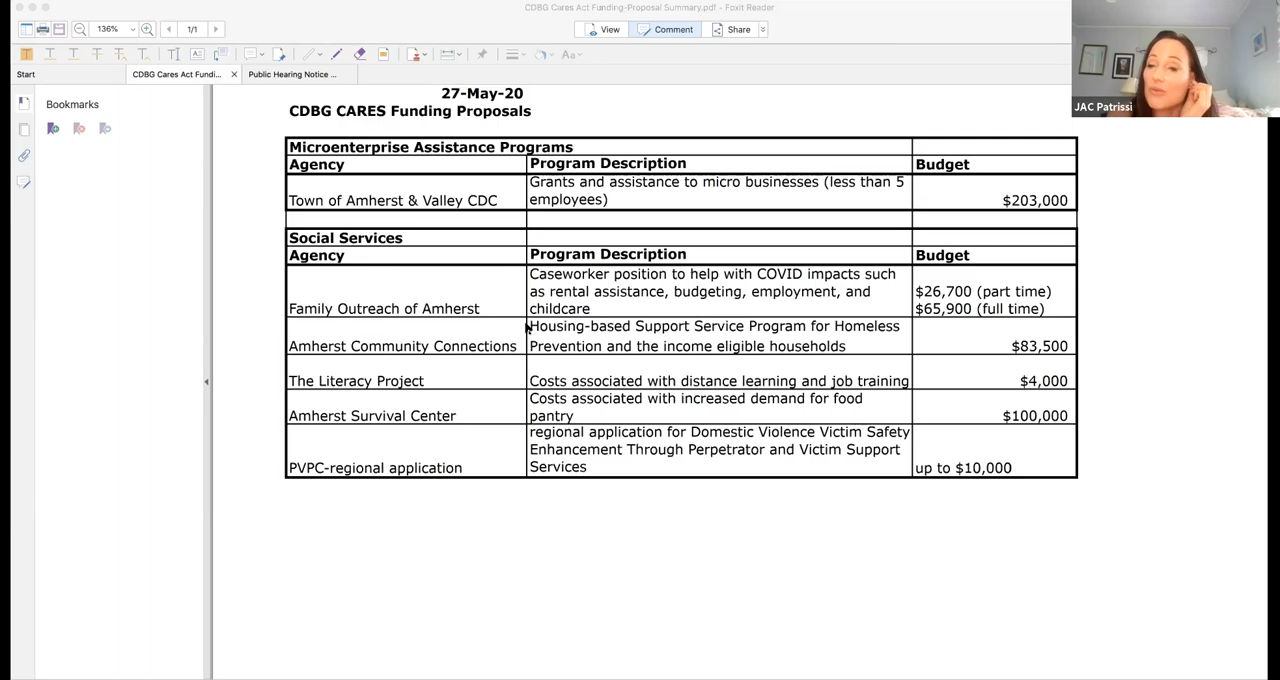 CDBG Cares Act Funding-Proposal Summary.pdf - Foxit Reader
136%
1/1
View
Comment
Share
Start
CDBG Cares Act Fundi...
Public Hearing Notice ...
Bookmarks
JAC Patrissi
27-May-20
CDBG CARES Funding Proposals
Microenterprise Assistance Programs
Agency
Program Description
Budget
Town of Amherst & Valley CDC
Grants and assistance to micro businesses (less than 5
employees)
$203,000
Social Services
Agency
Program Description
Budget
Family Outreach of Amherst
Caseworker position to help with COVID impacts such
as rental assistance, budgeting, employment, and
childcare
$26,700 (part time)
$65,900 (full time)
Amherst Community Connections
Housing-based Support Service Program for Homeless
Prevention and the income eligible households
$83,500
The Literacy Project
Costs associated with distance learning and job training
$4,000
Amherst Survival Center
Costs associated with increased demand for food
pantry
$100,000
PVPC-regional application
regional application for Domestic Violence Victim Safety
Enhancement Through Perpetrator and Victim Support
Services
up to $10,000